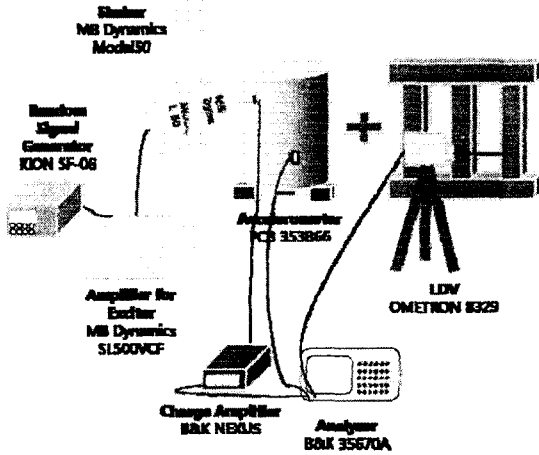 Shaker
MB Dynamics
Model50
Random
Signal
Generator
RION SF-06
Accelerometer
PCB 353B66
LDV
OMETRON 8329
Amplifier for
Exciter
MB Dynamics
SL500VCF
Charge Amplifier
B&K NEXUS
Analyzer
B&K 35670A